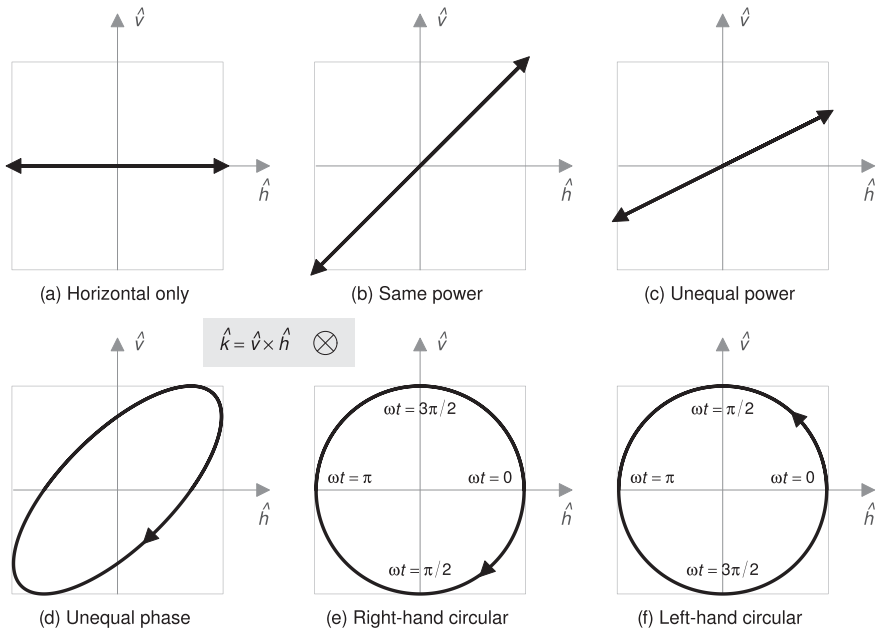 v̂
v̂
v̂
ĥ
ĥ
ĥ
(a) Horizontal only
(b) Same power
(c) Unequal power
k̂ = v̂ × ĥ
v̂
v̂
v̂
ωt = 3π/2
ωt = π/2
ωt = π
ωt = 0
ωt = π
ωt = 0
ĥ
ĥ
ĥ
ωt = π/2
ωt = 3π/2
(d) Unequal phase
(e) Right-hand circular
(f) Left-hand circular